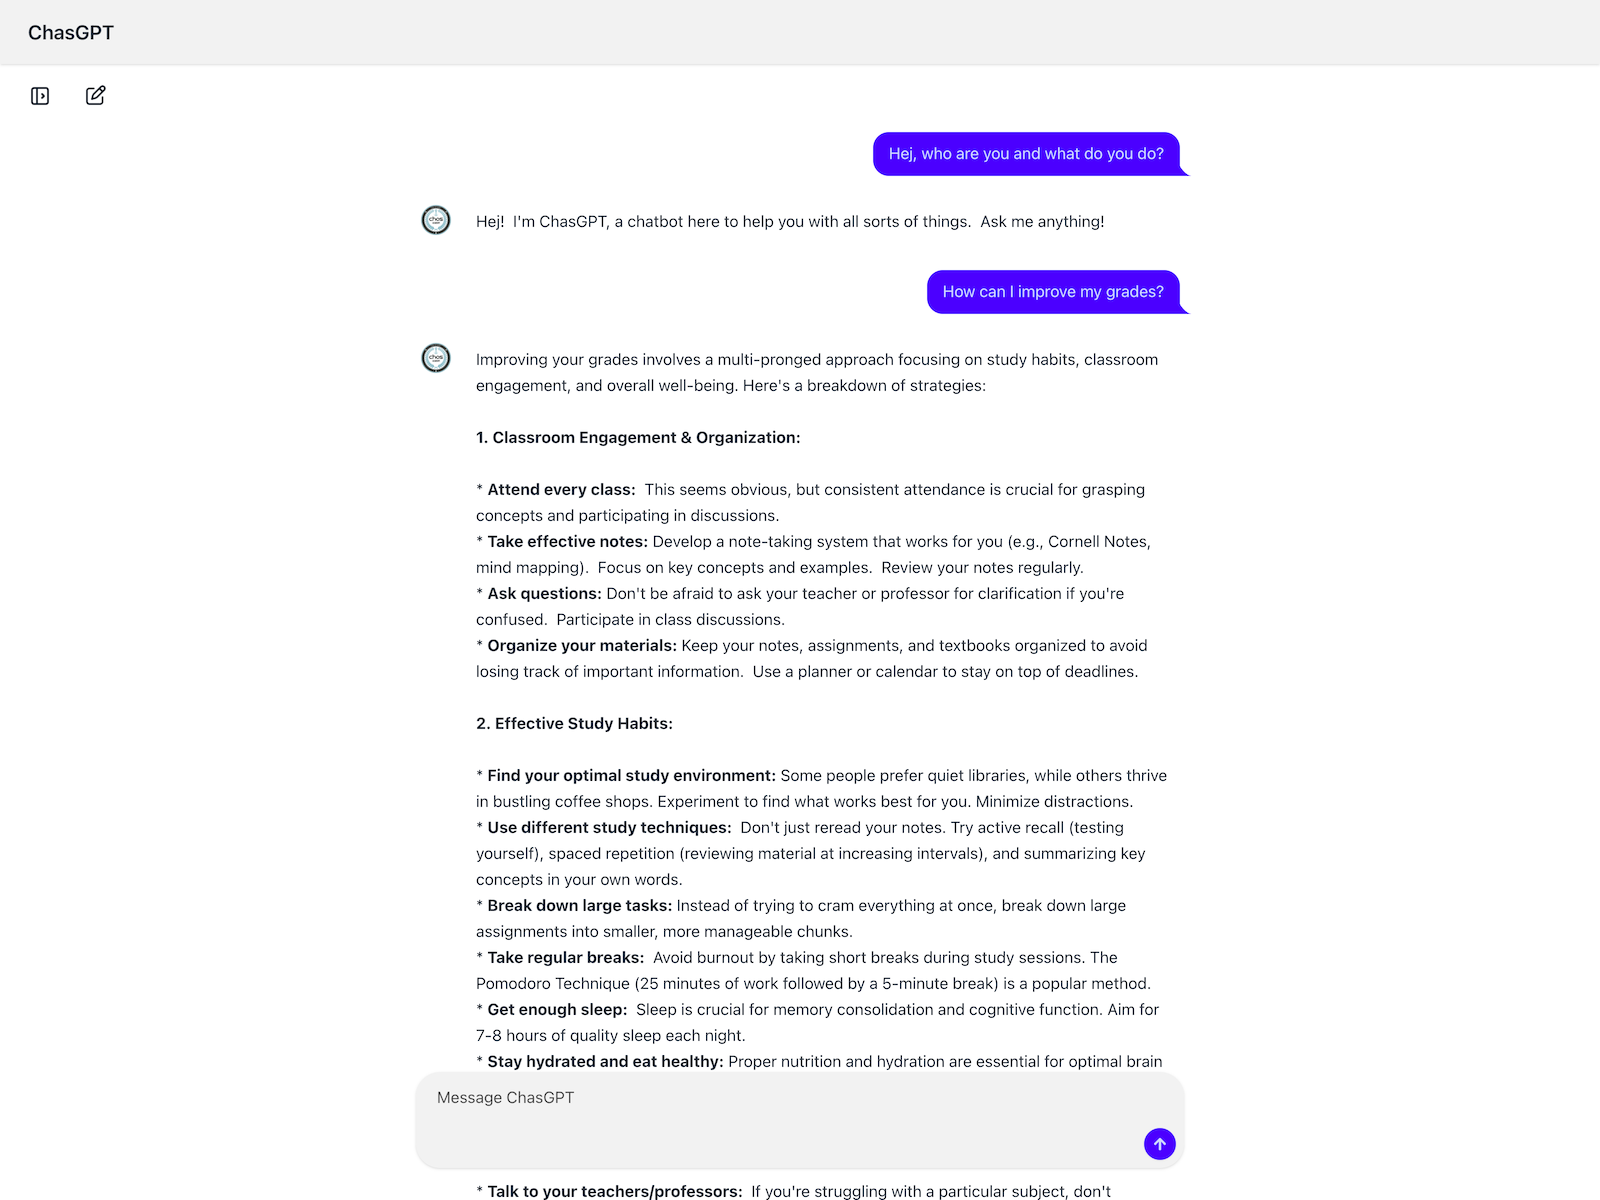 ChasGPT
Hej, who are you and what do you do?
Hej!  I'm ChasGPT, a chatbot here to help you with all sorts of things.  Ask me anything!
How can I improve my grades?
Improving your grades involves a multi-pronged approach focusing on study habits, classroom
engagement, and overall well-being. Here's a breakdown of strategies:
1. Classroom Engagement & Organization:
* Attend every class:  This seems obvious, but consistent attendance is crucial for grasping
concepts and participating in discussions.
* Take effective notes: Develop a note-taking system that works for you (e.g., Cornell Notes,
mind mapping).  Focus on key concepts and examples.  Review your notes regularly.
* Ask questions: Don't be afraid to ask your teacher or professor for clarification if you're
confused.  Participate in class discussions.
* Organize your materials: Keep your notes, assignments, and textbooks organized to avoid
losing track of important information.  Use a planner or calendar to stay on top of deadlines.
2. Effective Study Habits:
* Find your optimal study environment: Some people prefer quiet libraries, while others thrive
in bustling coffee shops. Experiment to find what works best for you. Minimize distractions.
* Use different study techniques:  Don't just reread your notes. Try active recall (testing
yourself), spaced repetition (reviewing material at increasing intervals), and summarizing key
concepts in your own words.
* Break down large tasks: Instead of trying to cram everything at once, break down large
assignments into smaller, more manageable chunks.
* Take regular breaks:  Avoid burnout by taking short breaks during study sessions. The
Pomodoro Technique (25 minutes of work followed by a 5-minute break) is a popular method.
* Get enough sleep:  Sleep is crucial for memory consolidation and cognitive function. Aim for
7-8 hours of quality sleep each night.
* Stay hydrated and eat healthy: Proper nutrition and hydration are essential for optimal brain
Message ChasGPT
* Talk to your teachers/professors:  If you're struggling with a particular subject, don't